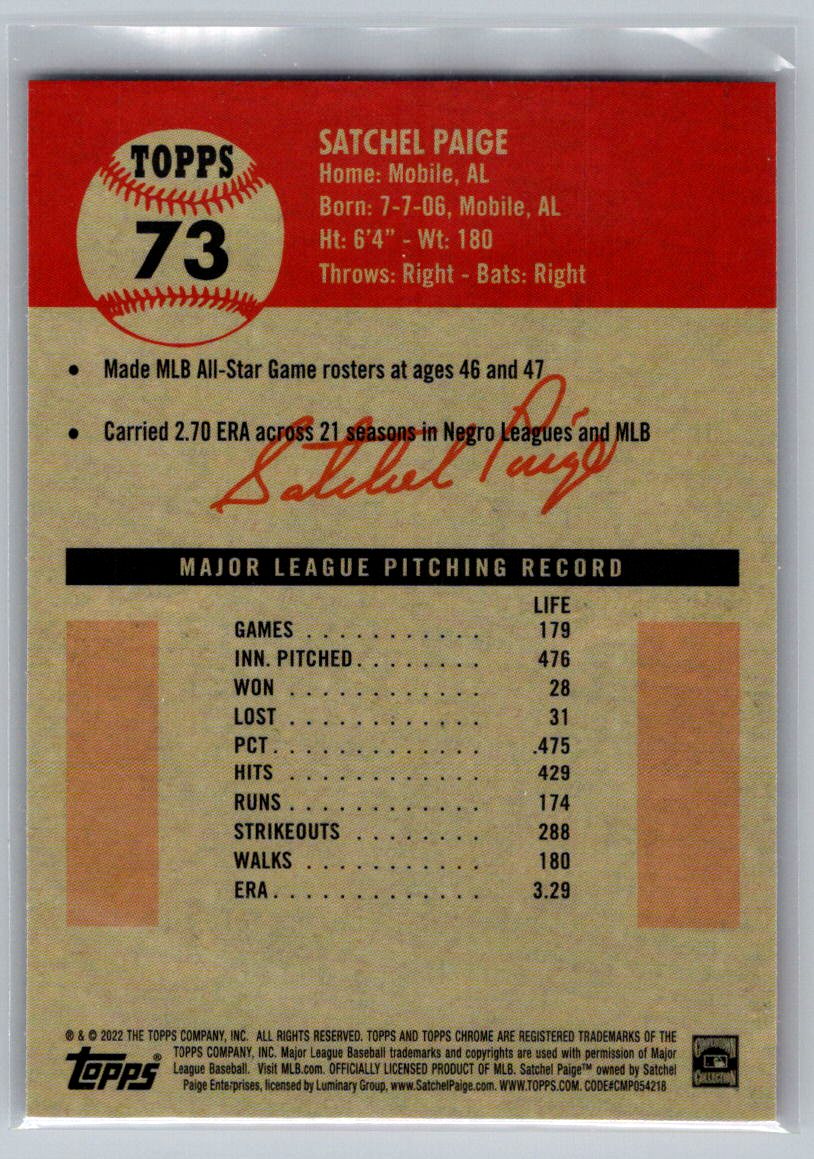 TOPPS
73
SATCHEL PAIGE
Home: Mobile, AL
Born: 7-7-06, Mobile, AL
Ht: 6'4" - Wt: 180
Throws: Right - Bats: Right
• Made MLB All-Star Game rosters at ages 46 and 47
• Carried 2.70 ERA across 21 seasons in Negro Leagues and MLB
Satchel Paige
MAJOR LEAGUE PITCHING RECORD
LIFE
GAMES . . . . . . . . . . . 179
INN. PITCHED. . . . . . . . 476
WON . . . . . . . . . . . . 28
LOST . . . . . . . . . . . . 31
PCT. . . . . . . . . . . . . .475
HITS . . . . . . . . . . . . 429
RUNS . . . . . . . . . . . . 174
STRIKEOUTS . . . . . . . . 288
WALKS . . . . . . . . . . . 180
ERA. . . . . . . . . . . . . 3.29
® & © 2022 THE TOPPS COMPANY, INC. ALL RIGHTS RESERVED. TOPPS AND TOPPS CHROME ARE REGISTERED TRADEMARKS OF THE
TOPPS COMPANY, INC. Major League Baseball trademarks and copyrights are used with permission of Major
League Baseball. Visit MLB.com. OFFICIALLY LICENSED PRODUCT OF MLB. Satchel Paige™ owned by Satchel
Paige Enterprises, licensed by Luminary Group, www.SatchelPaige.com. WWW.TOPPS.COM. CODE#CMP054218
Topps®
COOPERSTOWN
COLLECTION